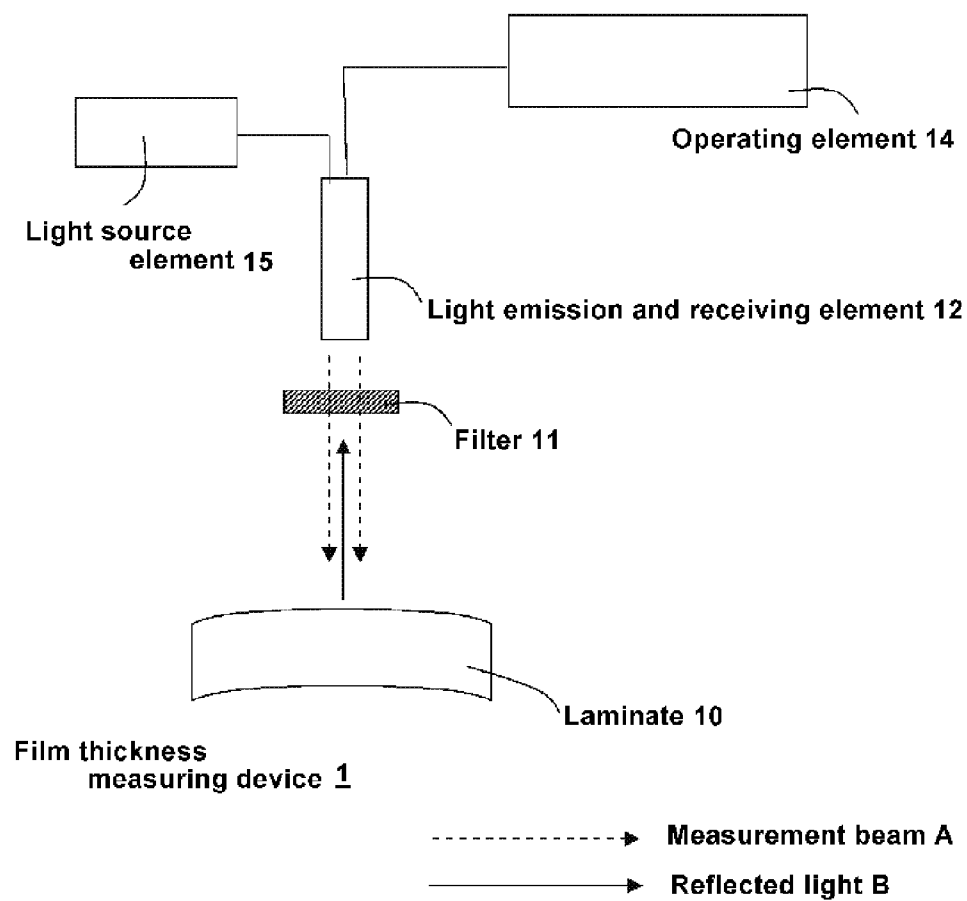 Operating element 14
Light source
element 15
Light emission and receiving element 12
Filter 11
Laminate 10
Film thickness
measuring device 1
Measurement beam A
Reflected light B